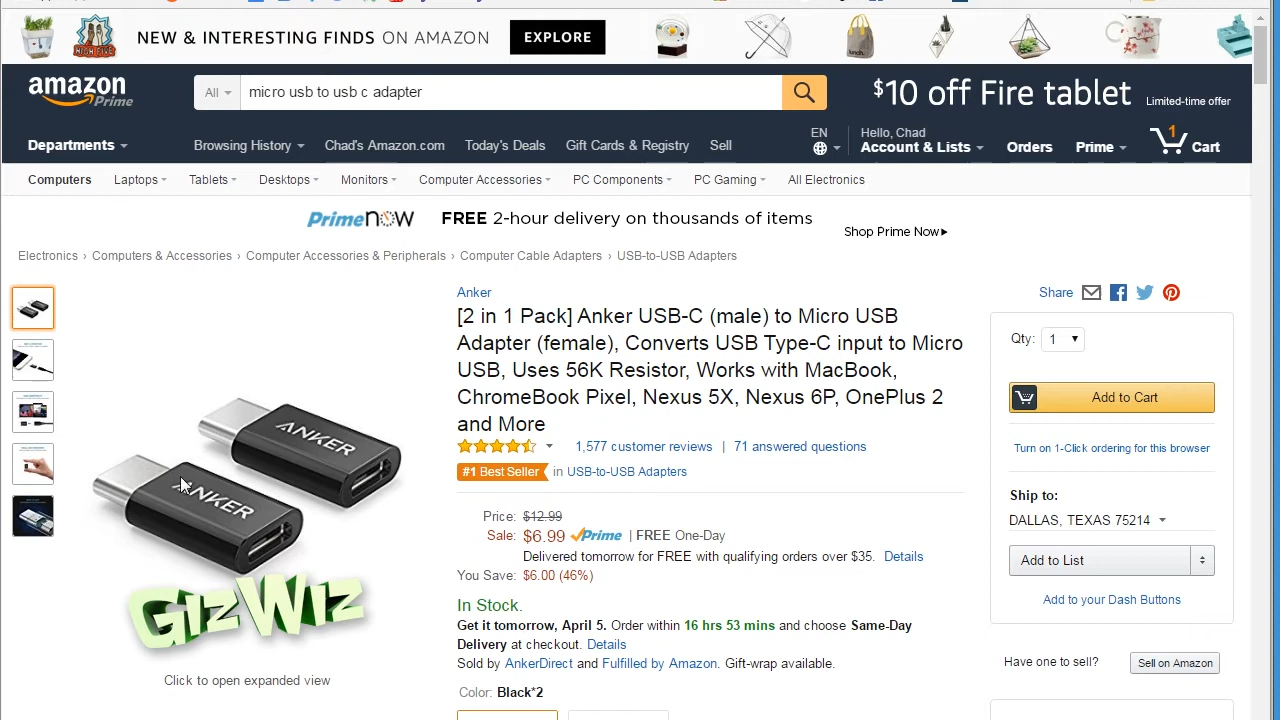 HIGH FIVE
NEW & INTERESTING FINDS ON AMAZON
EXPLORE
lunch.
amazon
Prime
All
micro usb to usb c adapter
$10 off Fire tablet
Limited-time offer
Departments
Browsing History
Chad's Amazon.com
Today's Deals
Gift Cards & Registry
Sell
EN
Hello, Chad
Account & Lists
Orders
Prime
1
Cart
Computers
Laptops
Tablets
Desktops
Monitors
Computer Accessories
PC Components
PC Gaming
All Electronics
PrimeNOW
FREE 2-hour delivery on thousands of items
Shop Prime Now
Electronics › Computers & Accessories › Computer Accessories & Peripherals › Computer Cable Adapters › USB-to-USB Adapters
Anker
[2 in 1 Pack] Anker USB-C (male) to Micro USB
Adapter (female), Converts USB Type-C input to Micro
USB, Uses 56K Resistor, Works with MacBook,
ChromeBook Pixel, Nexus 5X, Nexus 6P, OnePlus 2
and More
1,577 customer reviews | 71 answered questions
#1 Best Seller in USB-to-USB Adapters
Price: $12.99
Sale: $6.99 Prime | FREE One-Day
Delivered tomorrow for FREE with qualifying orders over $35. Details
You Save: $6.00 (46%)
In Stock.
Get it tomorrow, April 5. Order within 16 hrs 53 mins and choose Same-Day
Delivery at checkout. Details
Sold by AnkerDirect and Fulfilled by Amazon. Gift-wrap available.
Color: Black*2
ANKER
ANKER
GizWiz
Click to open expanded view
Share
Qty: 1
Add to Cart
Turn on 1-Click ordering for this browser
Ship to:
DALLAS, TEXAS 75214
Add to List
Add to your Dash Buttons
Have one to sell?
Sell on Amazon